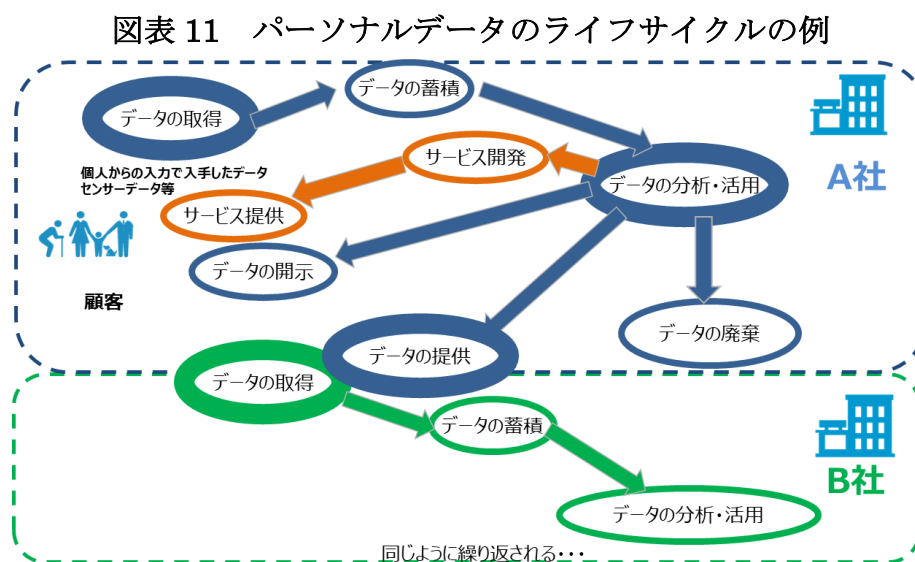 図表 11　パーソナルデータのライフサイクルの例
データの取得
データの蓄積
A社
個人からの入力で入手したデータ
センサーデータ等
サービス開発
データの分析・活用
サービス提供
データの開示
顧客
データの廃棄
データの提供
データの取得
データの蓄積
B社
データの分析・活用
同じように繰り返される・・・